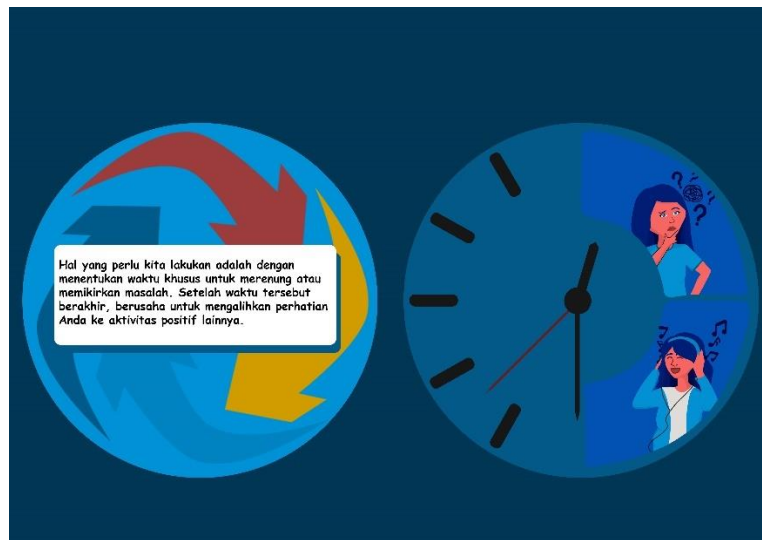 Hal yang perlu kita lakukan adalah dengan
menentukan waktu khusus untuk merenung atau
memikirkan masalah. Setelah waktu tersebut
berakhir, berusaha untuk mengalihkan perhatian
Anda ke aktivitas positif lainnya.